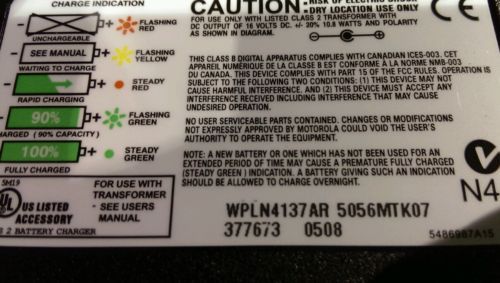 CHARGE INDICATION
FLASHING RED
UNCHARGEABLE
SEE MANUAL
FLASHING YELLOW
WAITING TO CHARGE
STEADY RED
RAPID CHARGING
90%
FLASHING GREEN
CHARGED (90% CAPACITY)
100%
STEADY GREEN
FULLY CHARGED
5M19
UL
US LISTED
ACCESSORY
BATTERY CHARGER
FOR USE WITH
TRANSFORMER
- SEE USERS
MANUAL
CAUTION:
RISK OF ELECTRIC
DRY LOCATION USE ONLY
FOR USE ONLY WITH LISTED CLASS 2 TRANSFORMER WITH
DC OUTPUT OF 16 VOLTS DC. +/- 20% 10.8 WATTS AND POLARITY AS
SHOWN IN DIAGRAM.
THIS CLASS B DIGITAL APPARATUS COMPLIES WITH CANADIAN ICES-003. CET
APPAREIL NUMÉRIQUE DE LA CLASSE B EST CONFORME À LA NORME NMB-003
DU CANADA. THIS DEVICE COMPLIES WITH PART 15 OF THE FCC RULES. OPERATION IS
SUBJECT TO THE FOLLOWING TWO CONDITIONS: (1) THIS DEVICE MAY NOT
CAUSE HARMFUL INTERFERENCE, AND (2) THIS DEVICE MUST ACCEPT ANY
INTERFERENCE RECEIVED INCLUDING INTERFERENCE THAT MAY CAUSE
UNDESIRED OPERATION.
NO USER SERVICEABLE PARTS CONTAINED. CHANGES OR MODIFICATIONS
NOT EXPRESSLY APPROVED BY MOTOROLA COULD VOID THE USER'S
AUTHORITY TO OPERATE THE EQUIPMENT.
NOTE: A NEW BATTERY OR ONE WHICH HAS NOT BEEN USED FOR AN
EXTENDED PERIOD OF TIME MAY CAUSE A PREMATURE FULLY CHARGED
(STEADY GREEN) INDICATION. A BATTERY GIVING SUCH AN INDICATION
SHOULD BE ALLOWED TO CHARGE OVERNIGHT.
N4
WPLN4137AR 5056MTK07
377673 0508
5486987A15